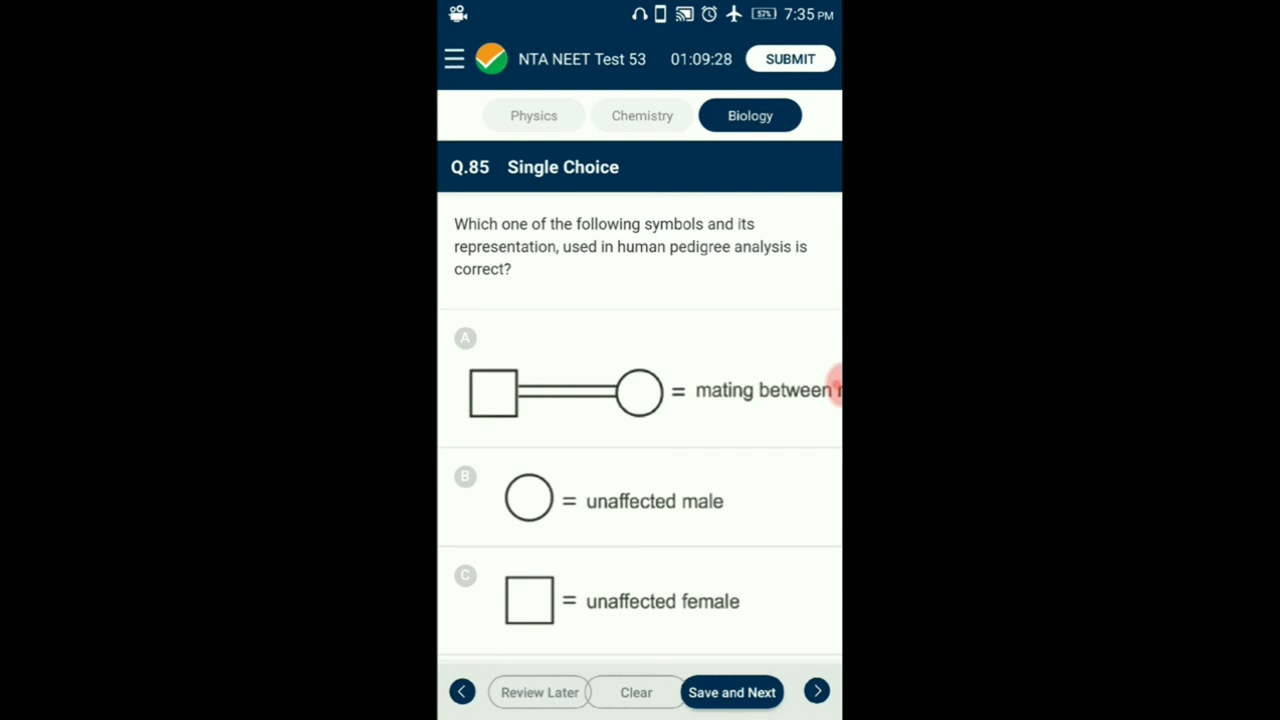 57% 7:35 PM
NTA NEET Test 53 01:09:28 SUBMIT
Physics Chemistry Biology
Q.85 Single Choice
Which one of the following symbols and its
representation, used in human pedigree analysis is
correct?
A
= mating between
B
= unaffected male
C
= unaffected female
Review Later Clear Save and Next